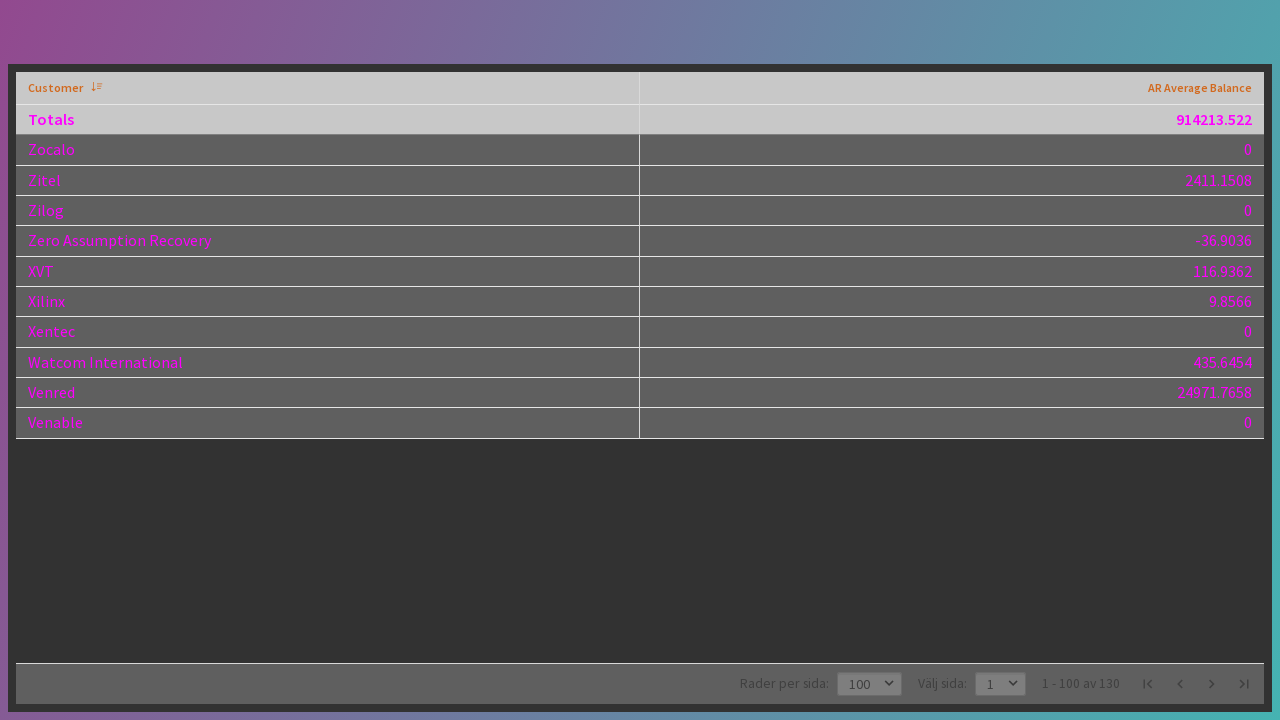 Customer AR Average Balance
Totals 914213.522
Zocalo 0
Zitel 2411.1508
Zilog 0
Zero Assumption Recovery -36.9036
XVT 116.9362
Xilinx 9.8566
Xentec 0
Watcom International 435.6454
Venred 24971.7658
Venable 0
Rader per sida: 100 Välj sida: 1 1 - 100 av 130